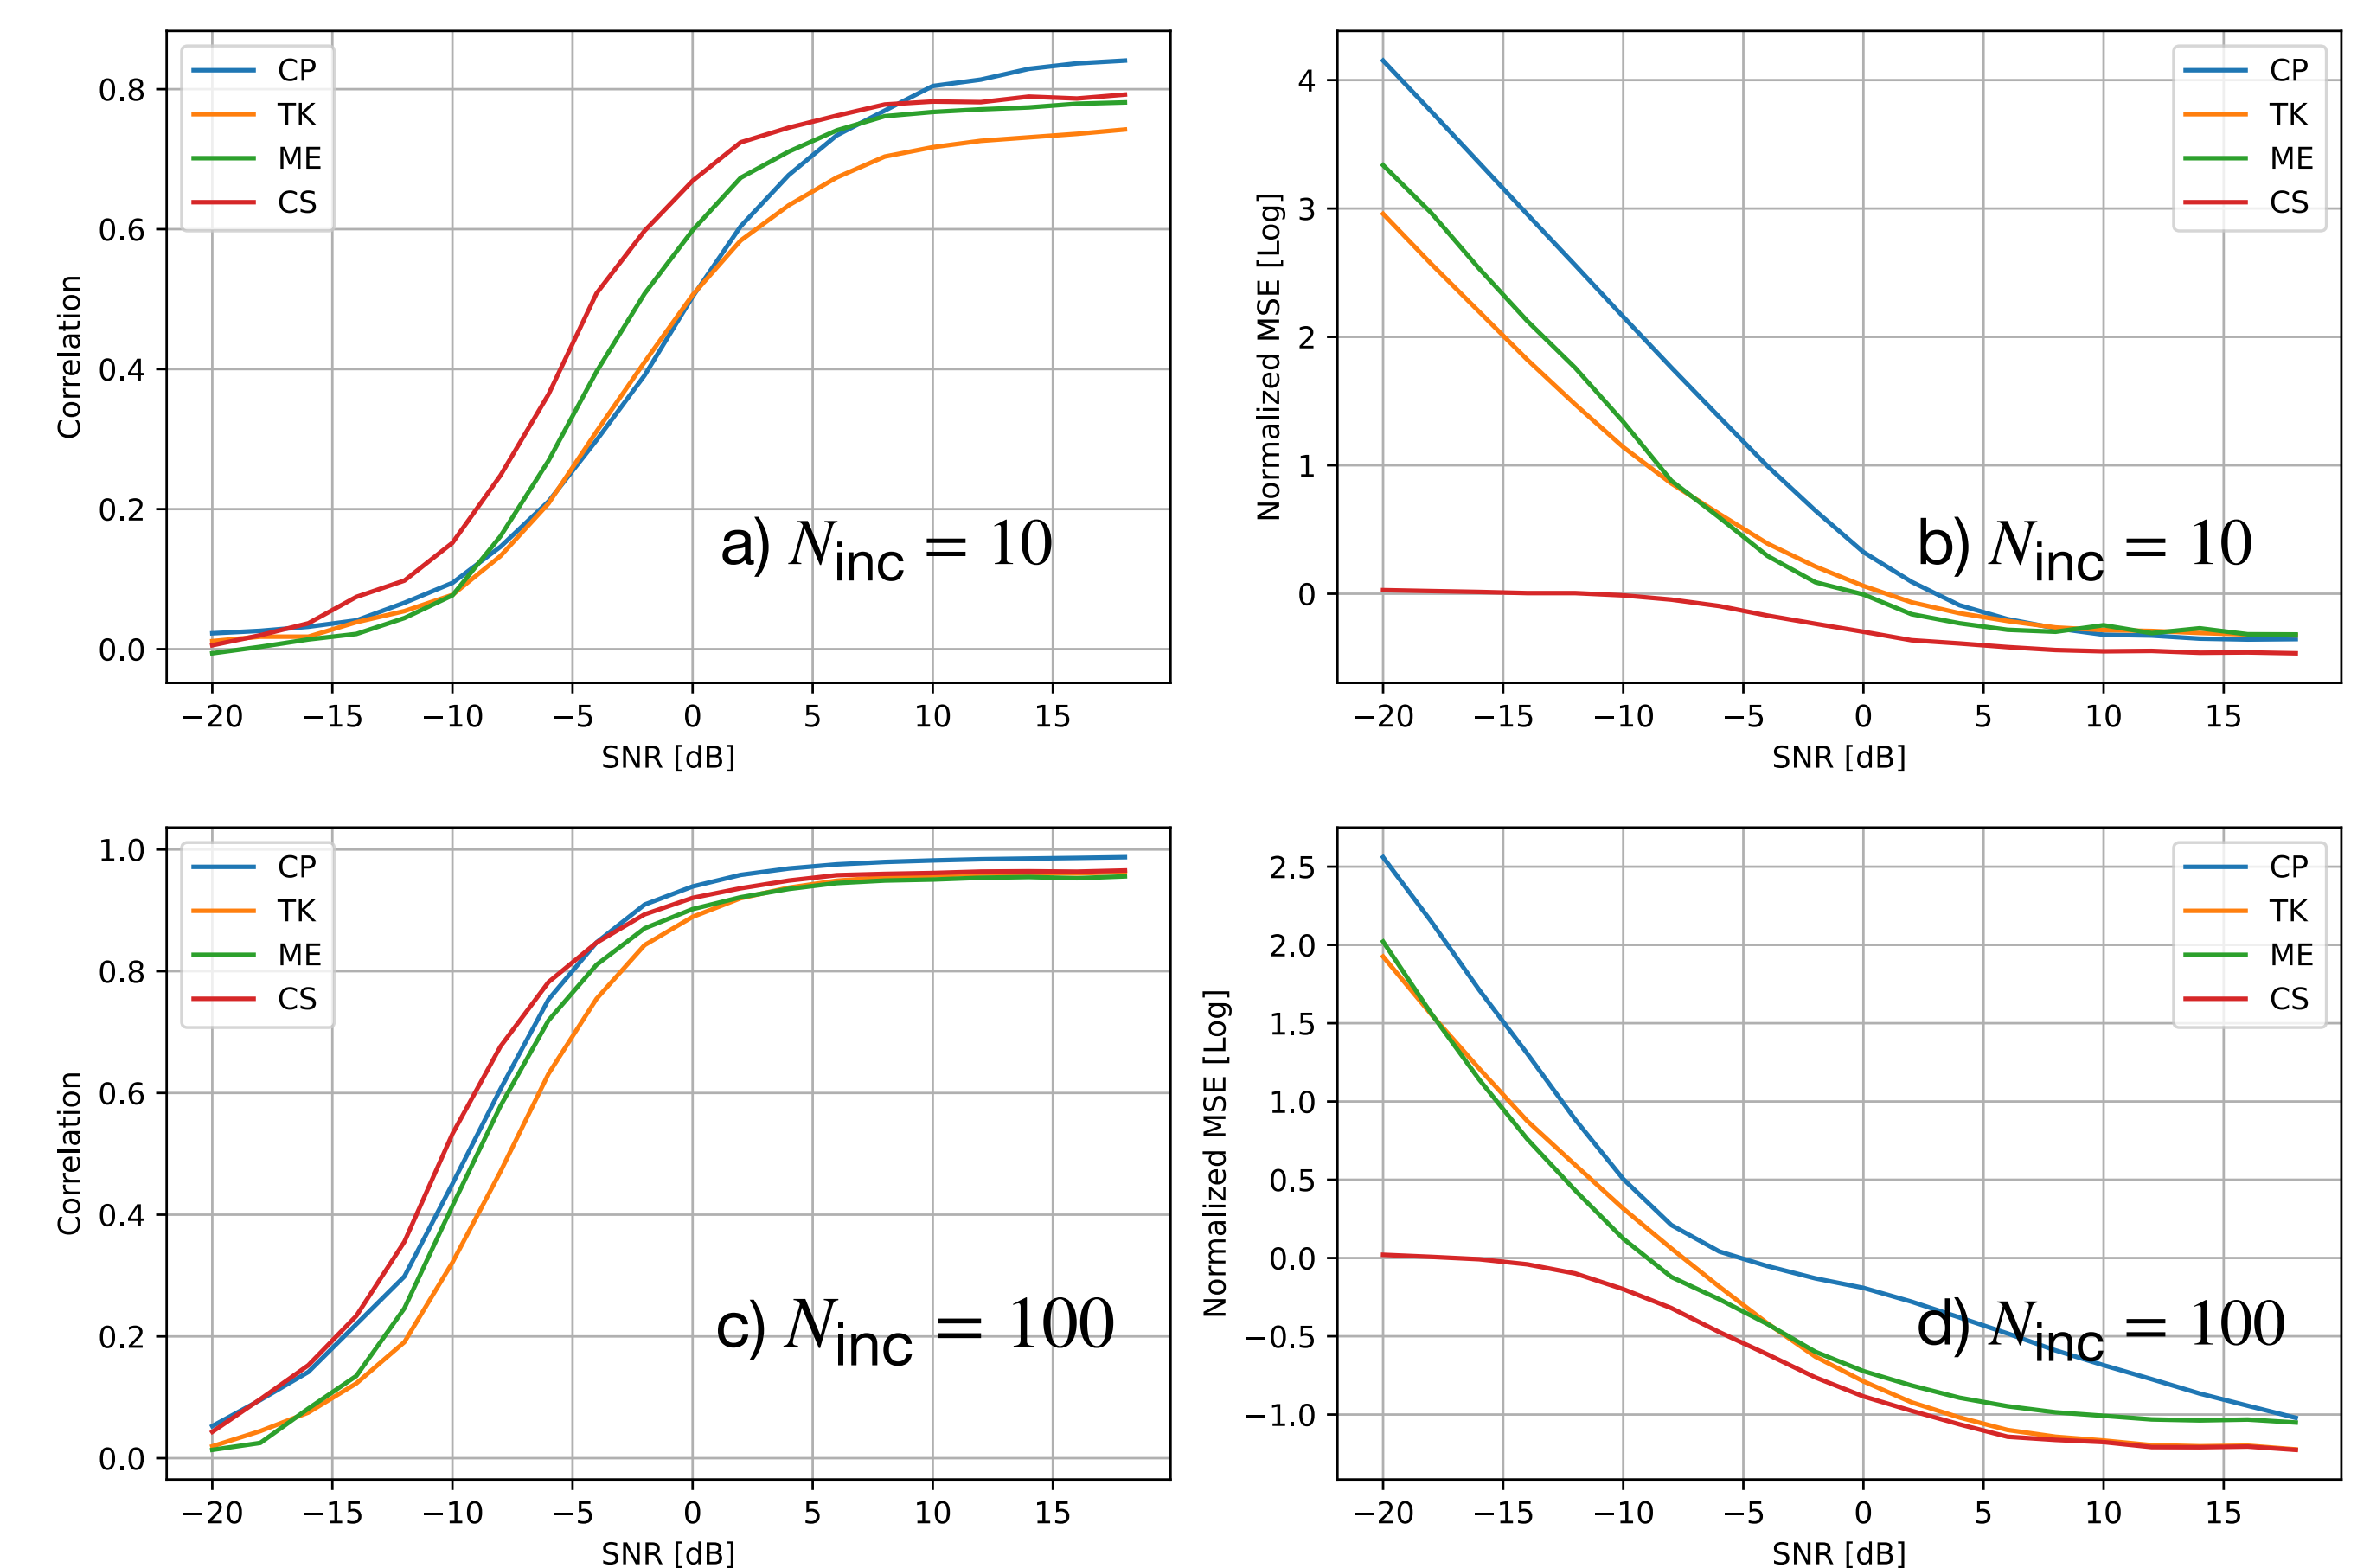 CP
TK
ME
CS
0.8
0.6
0.4
0.2
0.0
Correlation
a) N_inc = 10
−20 −15 −10 −5 0 5 10 15
SNR [dB]
CP
TK
ME
CS
4
3
2
1
0
Normalized MSE [Log]
b) N_inc = 10
−20 −15 −10 −5 0 5 10 15
SNR [dB]
CP
TK
ME
CS
1.0
0.8
0.6
0.4
0.2
0.0
Correlation
c) N_inc = 100
−20 −15 −10 −5 0 5 10 15
SNR [dB]
CP
TK
ME
CS
2.5
2.0
1.5
1.0
0.5
0.0
−0.5
−1.0
Normalized MSE [Log]
d) N_inc = 100
−20 −15 −10 −5 0 5 10 15
SNR [dB]